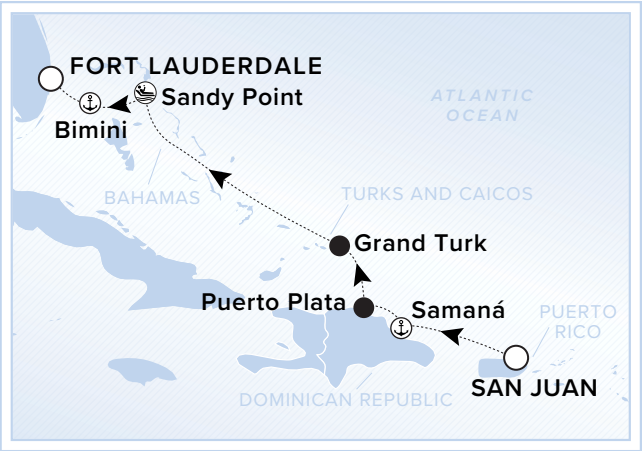 FORT LAUDERDALE
Sandy Point
ATLANTIC
OCEAN
Bimini
BAHAMAS
TURKS AND CAICOS
Grand Turk
Puerto Plata
Samaná
PUERTO
RICO
SAN JUAN
DOMINICAN REPUBLIC